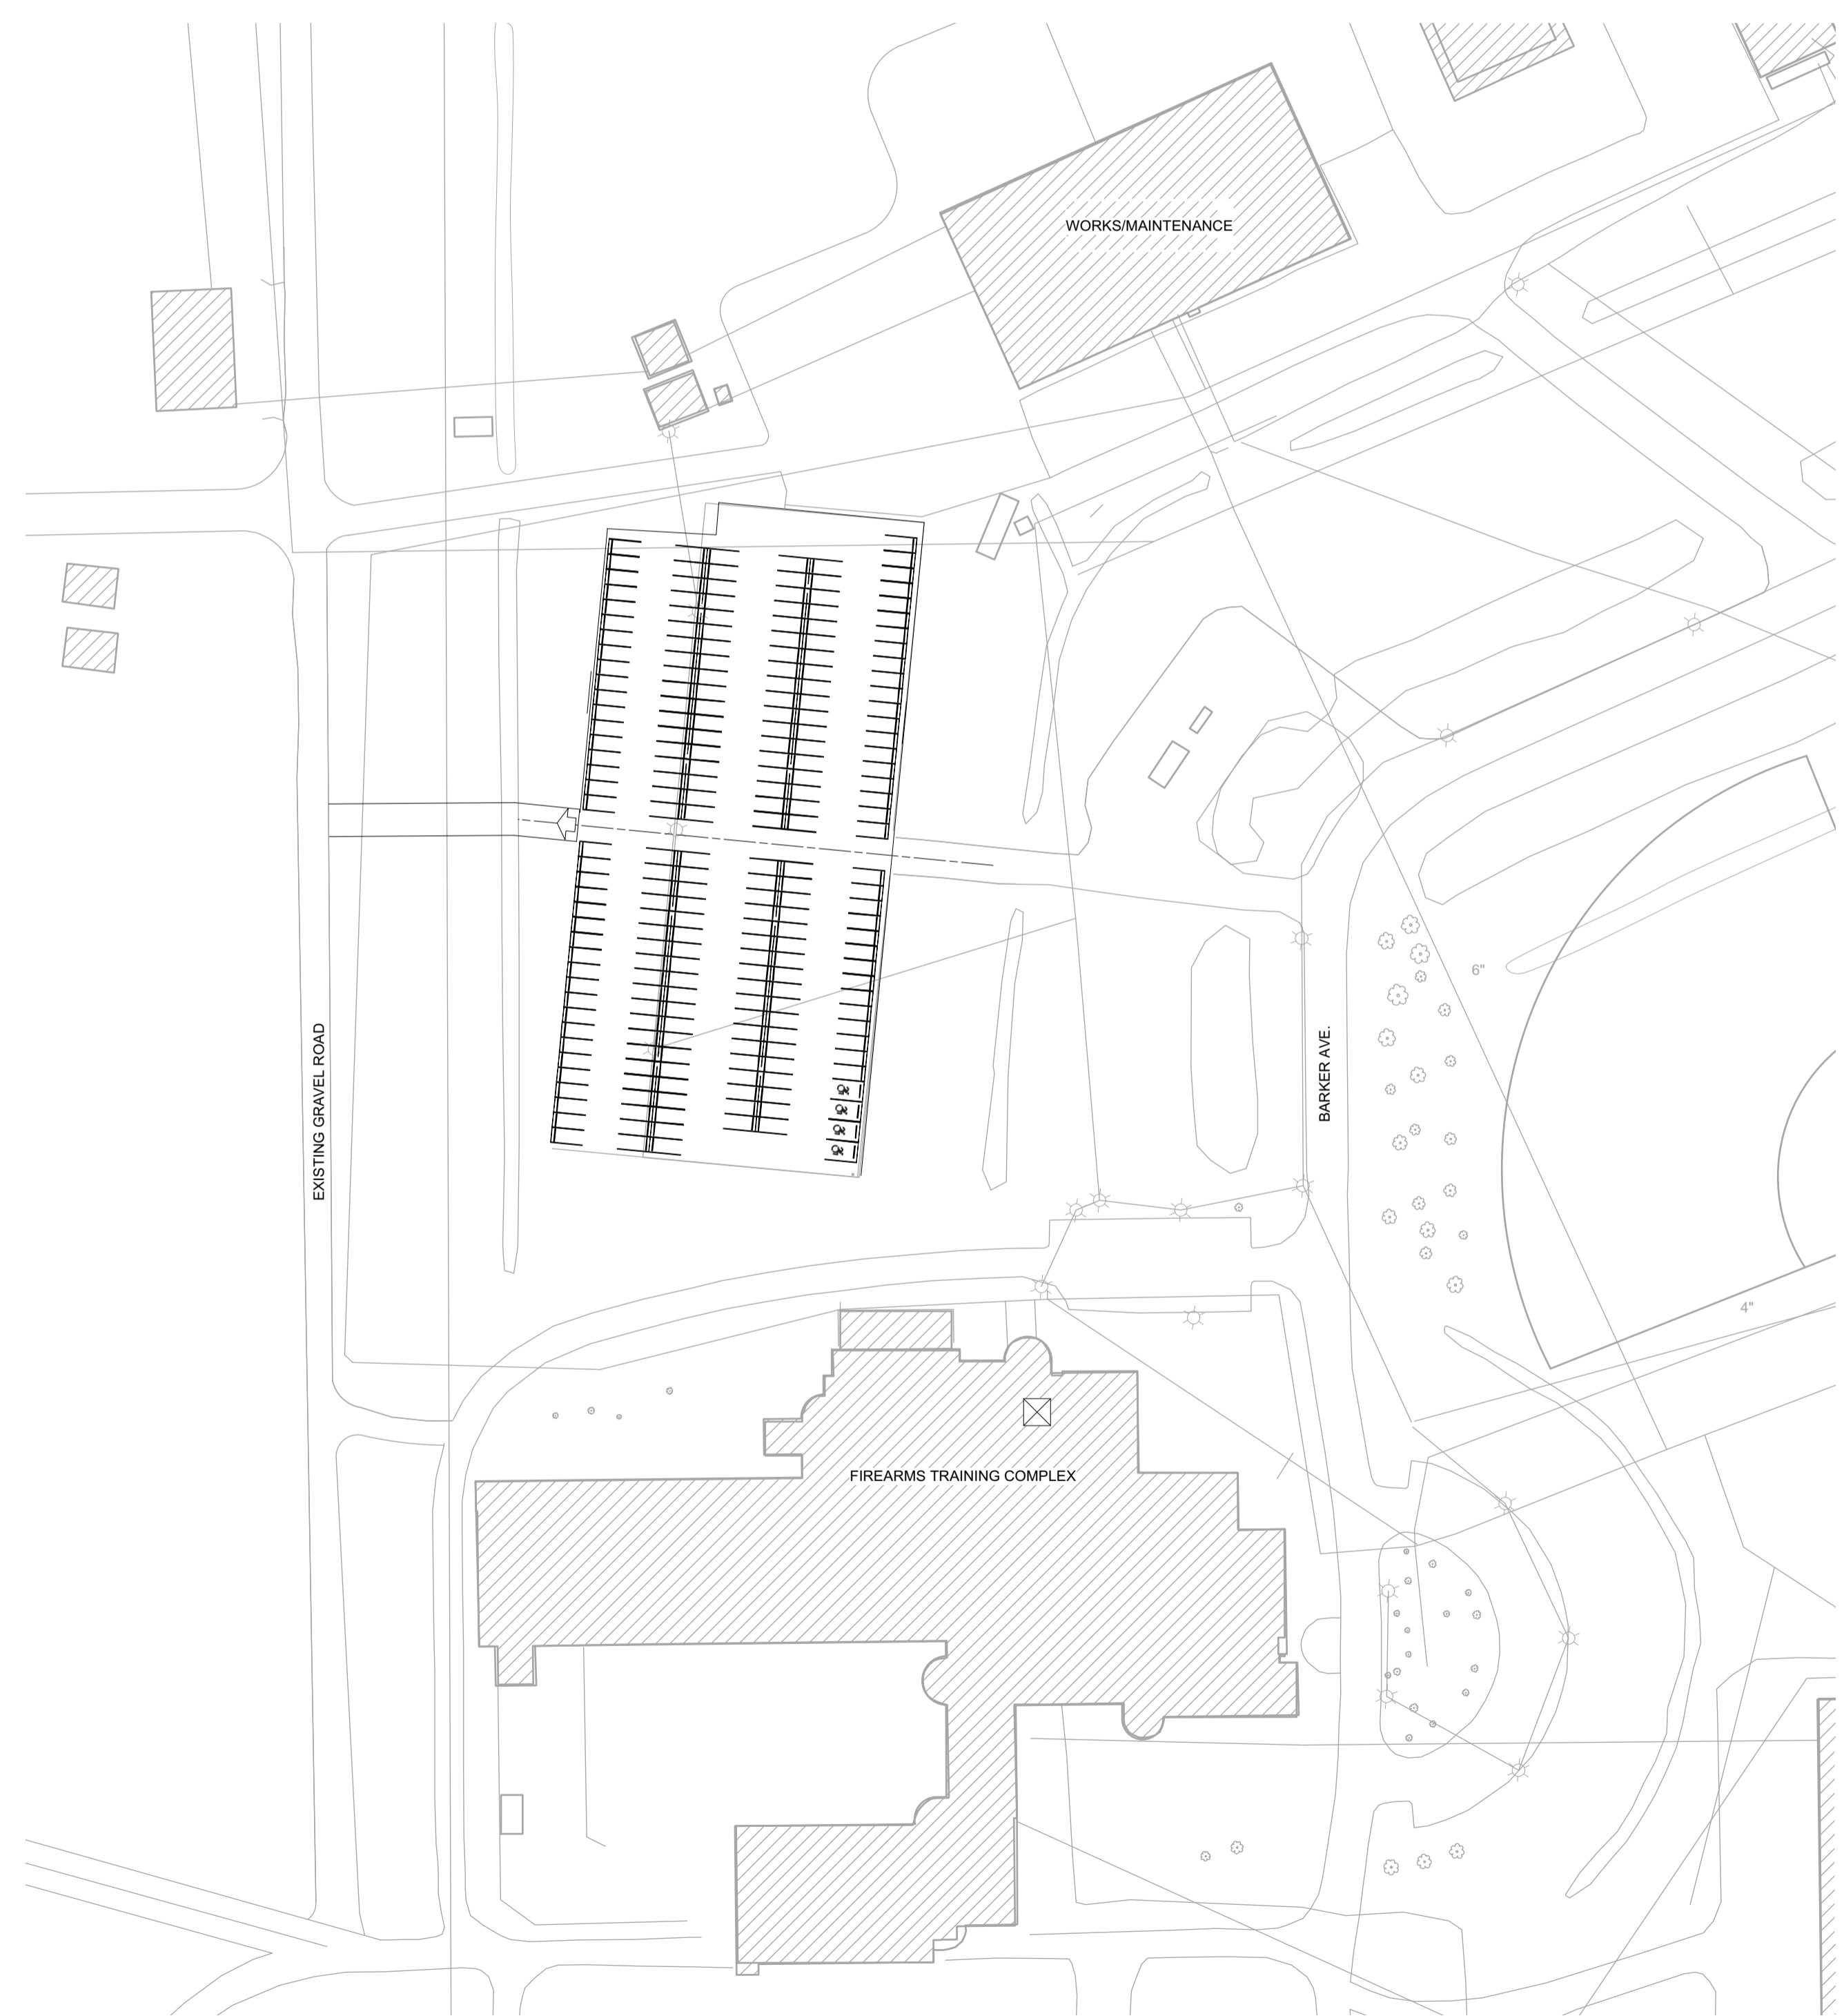 WORKS/MAINTENANCE
6"
EXISTING GRAVEL ROAD
BARKER AVE.
4"
FIREARMS TRAINING COMPLEX